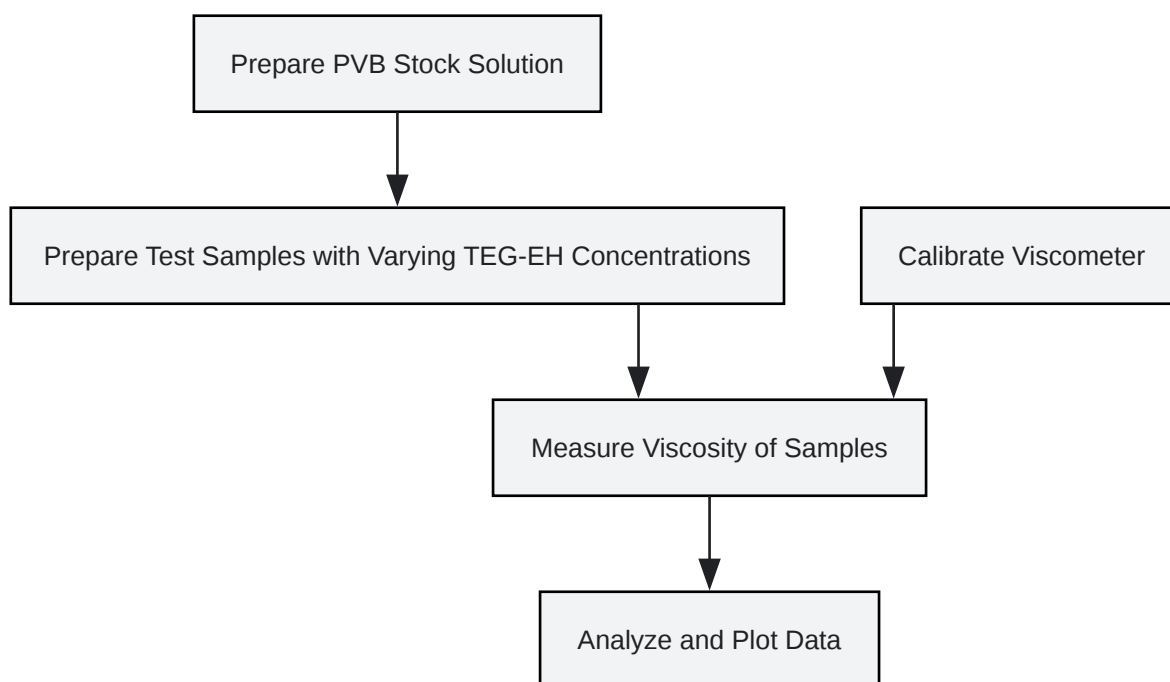 Prepare PVB Stock Solution
Prepare Test Samples with Varying TEG-EH Concentrations
Calibrate Viscometer
Measure Viscosity of Samples
Analyze and Plot Data